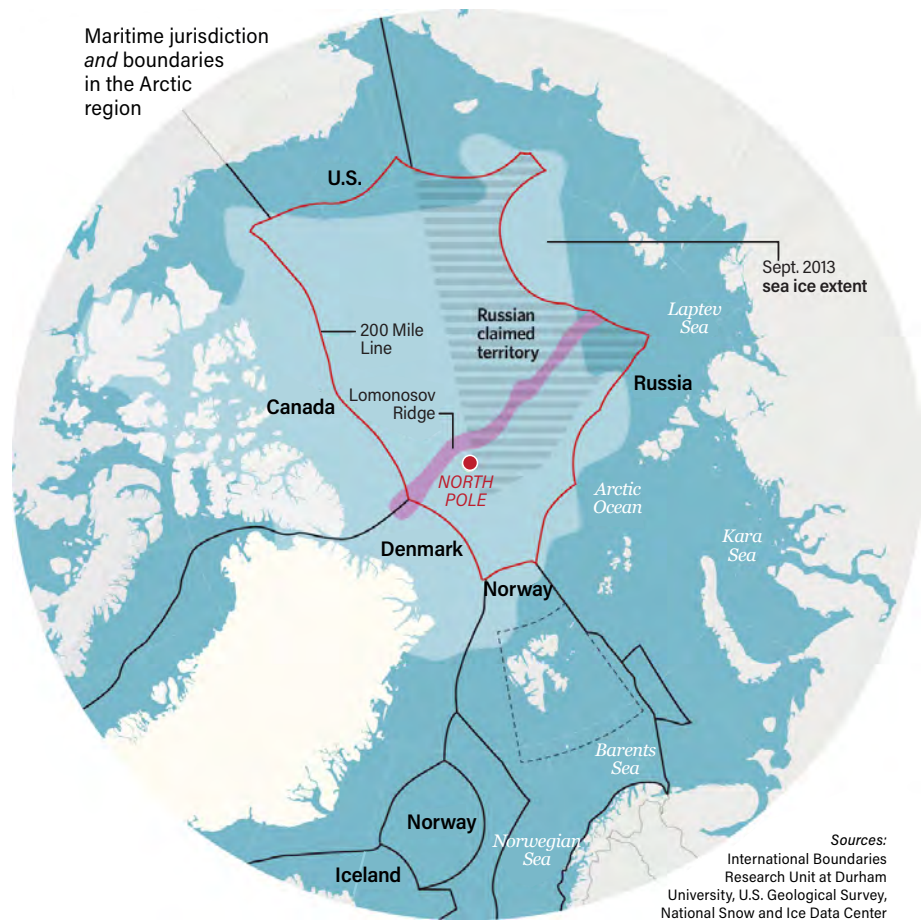 Maritime jurisdiction
and boundaries
in the Arctic
region
U.S.
Sept. 2013
sea ice extent
Laptev
Sea
Russian
claimed
territory
200 Mile
Line
Russia
Lomonosov
Ridge
Canada
NORTH
POLE
Arctic
Ocean
Kara
Sea
Denmark
Norway
Barents
Sea
Norway
Norwegian
Sea
Iceland
Sources:
International Boundaries
Research Unit at Durham
University, U.S. Geological Survey,
National Snow and Ice Data Center